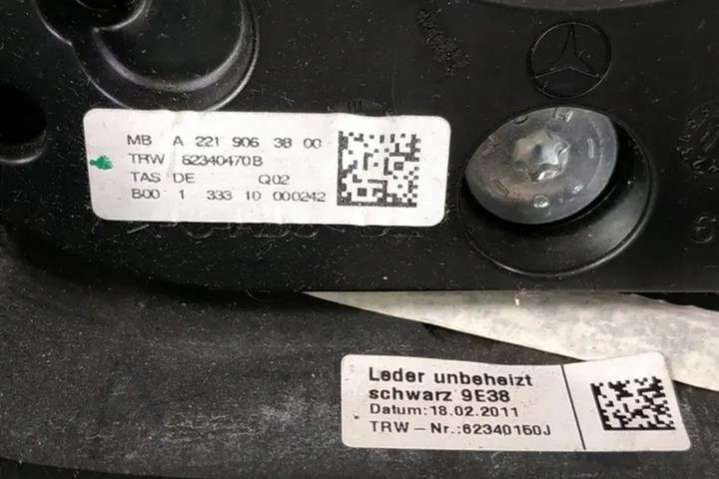 MB A 221 906 38 00
TRW 62340470B
TAS DE Q02
B00 1 333 10 000242
Leder unbeheizt
schwarz 9E38
Datum:18.02.2011
TRW-Nr.:62340150J